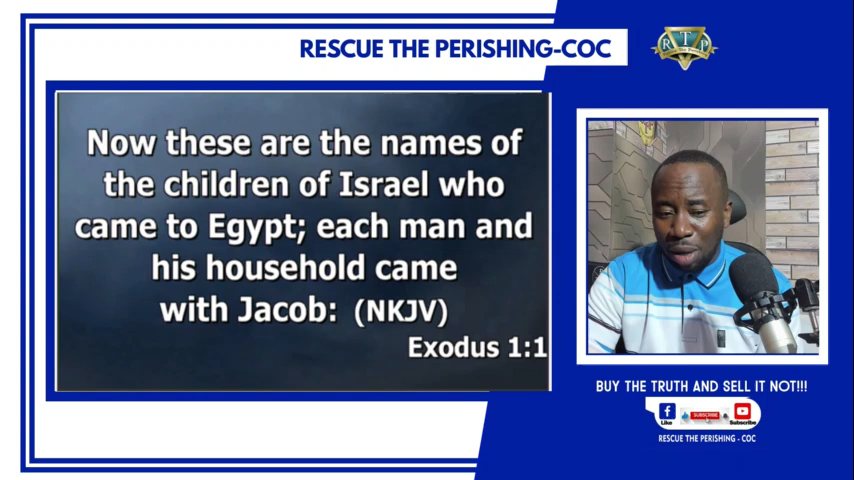 RESCUE THE PERISHING-COC
RTP
Now these are the names of
the children of Israel who
came to Egypt; each man and
his household came
with Jacob: (NKJV)
Exodus 1:1
BUY THE TRUTH AND SELL IT NOT!!!
SUBSCRIBE
Like
Subscribe
RESCUE THE PERISHING - COC